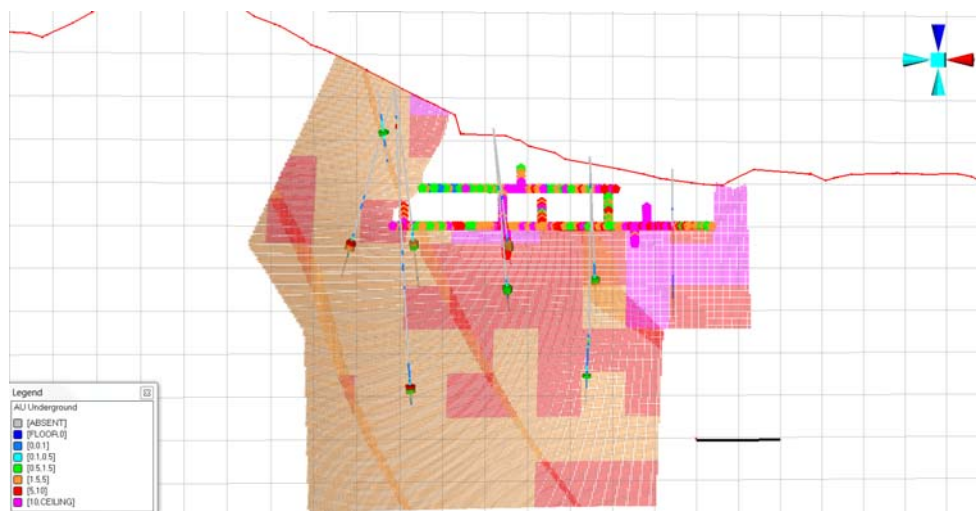 Legend
AU Underground
[ABSENT]
[FLOOR,0]
[0,0.1]
[0.1,0.5]
[0.5,1.5]
[1.5,5]
[5,10]
[10,CEILING]